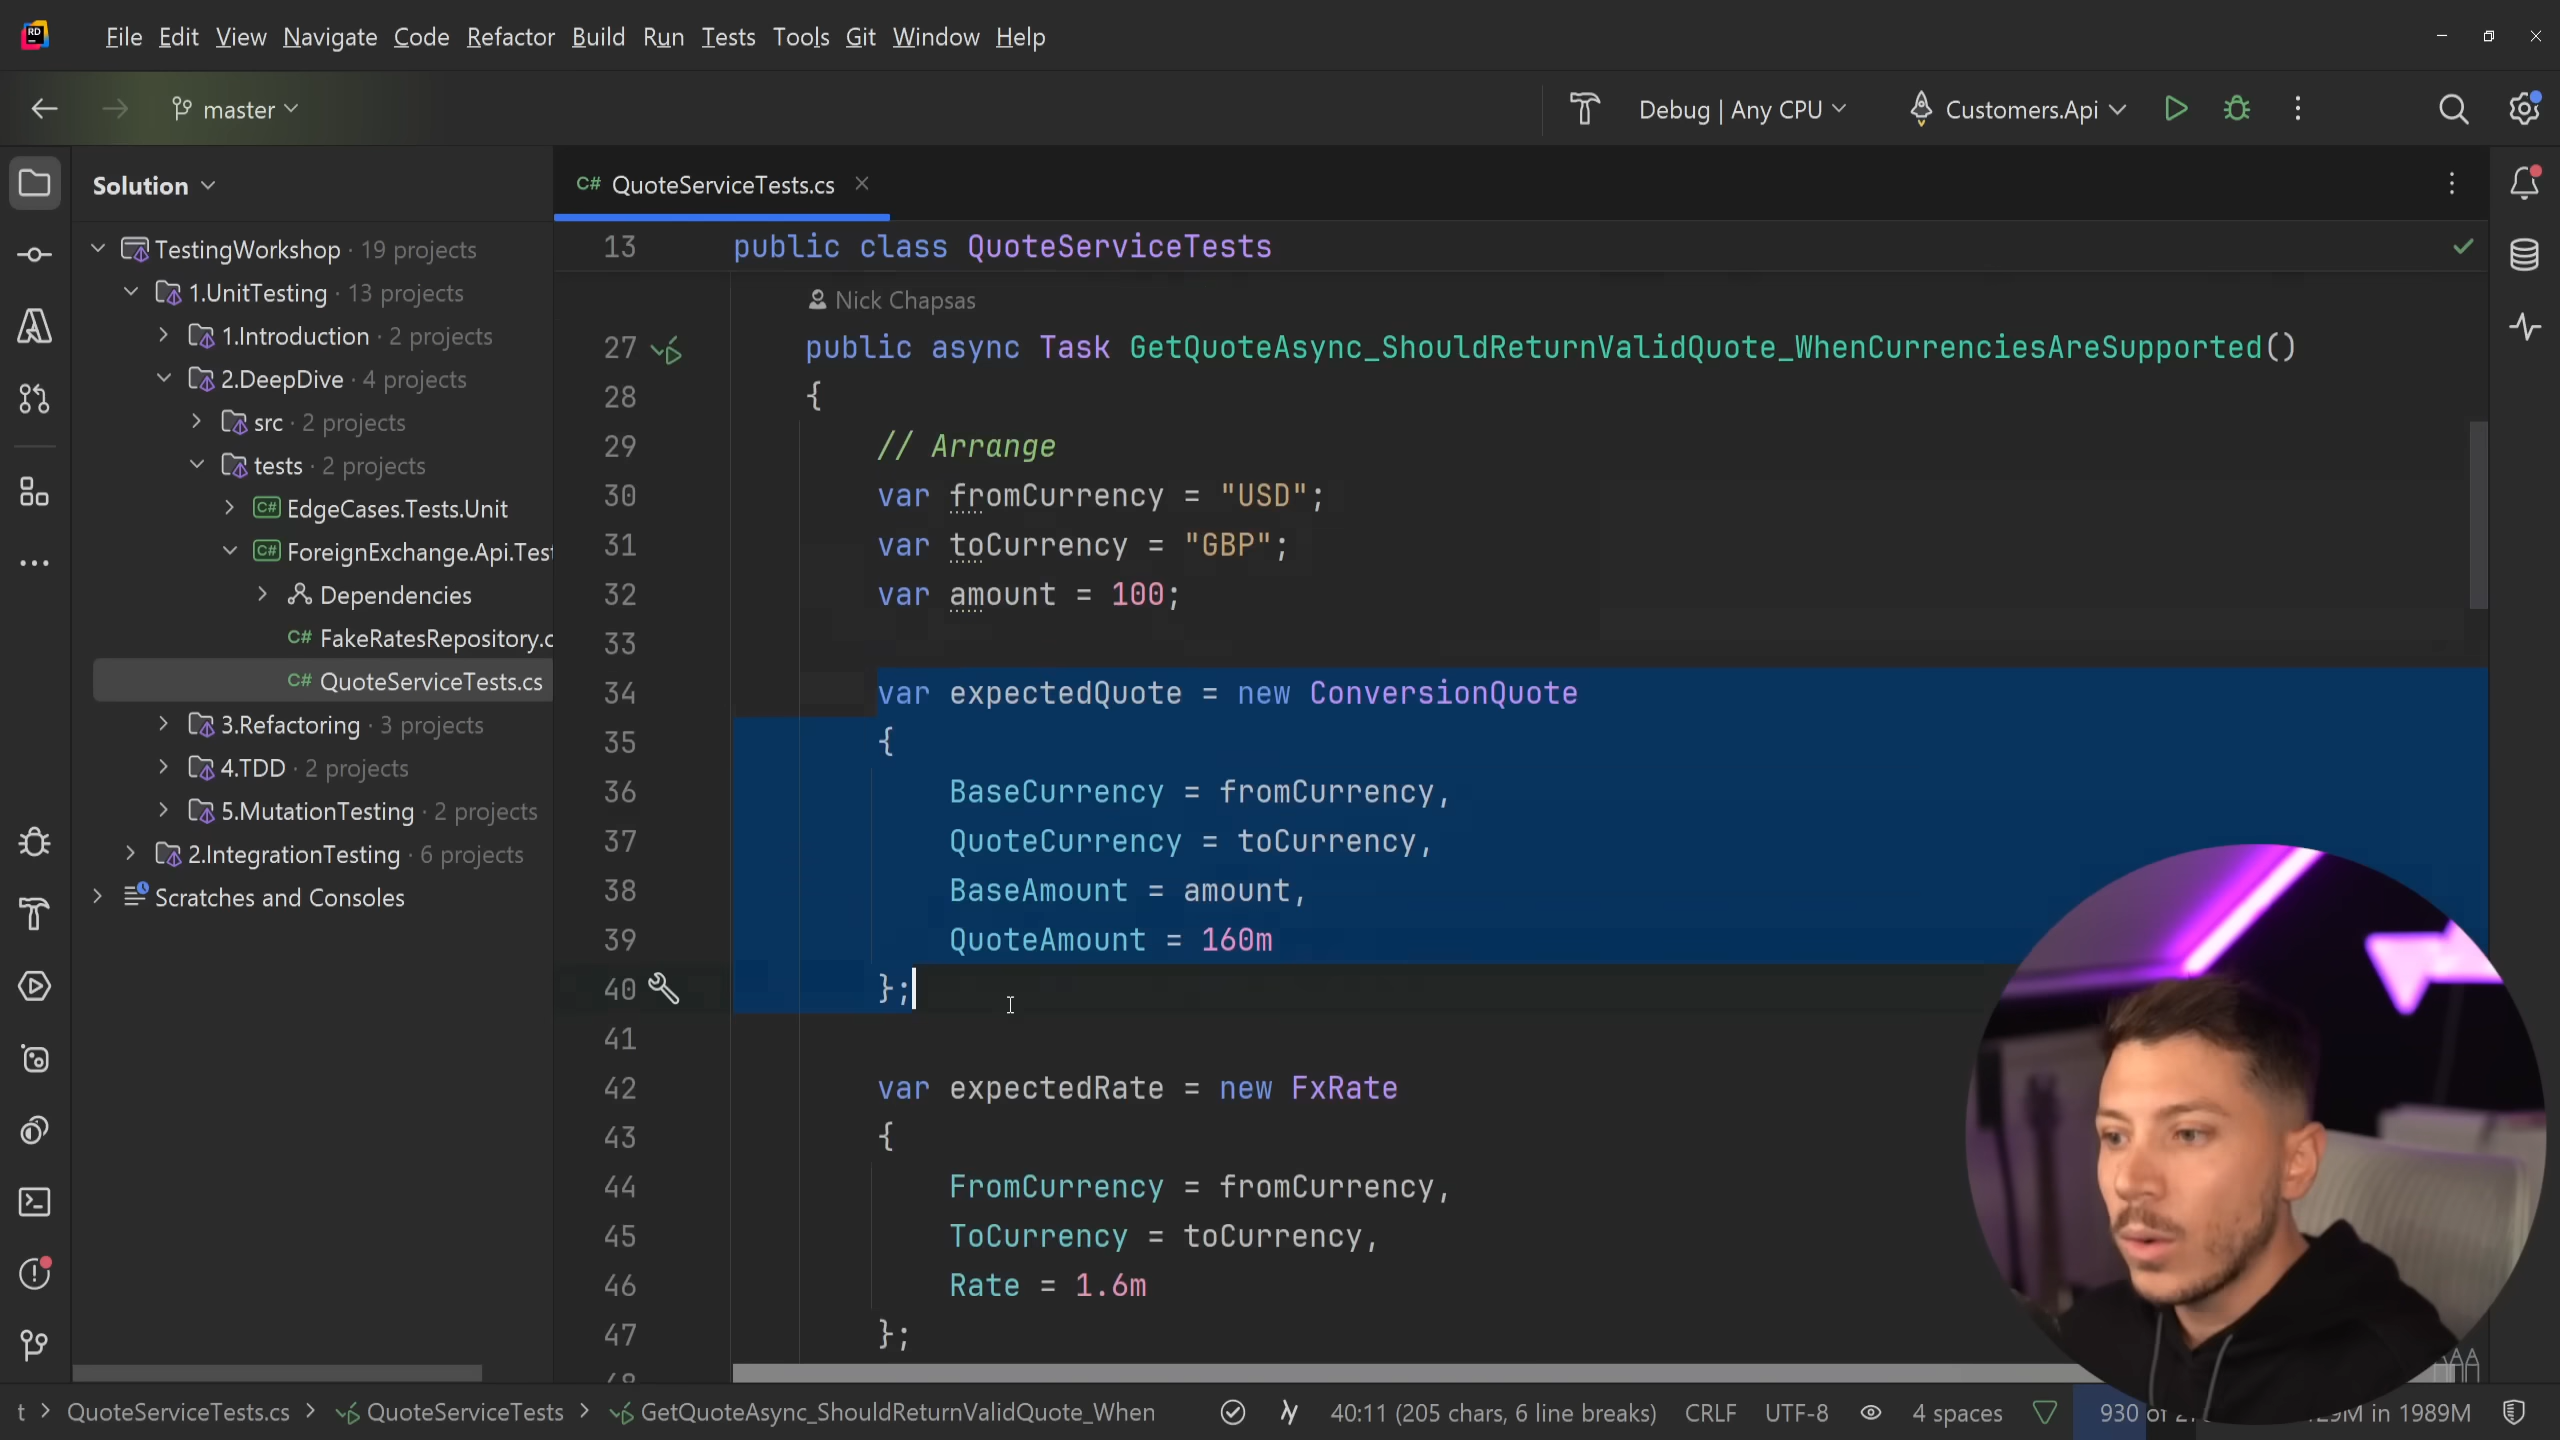 RD File Edit View Navigate Code Refactor Build Run Tests Tools Git Window Help
master Debug | Any CPU Customers.Api
Solution
TestingWorkshop · 19 projects
1.UnitTesting · 13 projects
1.Introduction · 2 projects
2.DeepDive · 4 projects
src · 2 projects
tests · 2 projects
C# EdgeCases.Tests.Unit
C# ForeignExchange.Api.Tes
Dependencies
C# FakeRatesRepository.c
C# QuoteServiceTests.cs
3.Refactoring · 3 projects
4.TDD · 2 projects
5.MutationTesting · 2 projects
2.IntegrationTesting · 6 projects
Scratches and Consoles
C# QuoteServiceTests.cs
13 public class QuoteServiceTests
Nick Chapsas
27 public async Task GetQuoteAsync_ShouldReturnValidQuote_WhenCurrenciesAreSupported()
28 {
29 // Arrange
30 var fromCurrency = "USD";
31 var toCurrency = "GBP";
32 var amount = 100;
33
34 var expectedQuote = new ConversionQuote
35 {
36 BaseCurrency = fromCurrency,
37 QuoteCurrency = toCurrency,
38 BaseAmount = amount,
39 QuoteAmount = 160m
40 };
41
42 var expectedRate = new FxRate
43 {
44 FromCurrency = fromCurrency,
45 ToCurrency = toCurrency,
46 Rate = 1.6m
47 };
t > QuoteServiceTests.cs > QuoteServiceTests > GetQuoteAsync_ShouldReturnValidQuote_When 40:11 (205 chars, 6 line breaks) CRLF UTF-8 4 spaces 930 of in 1989M